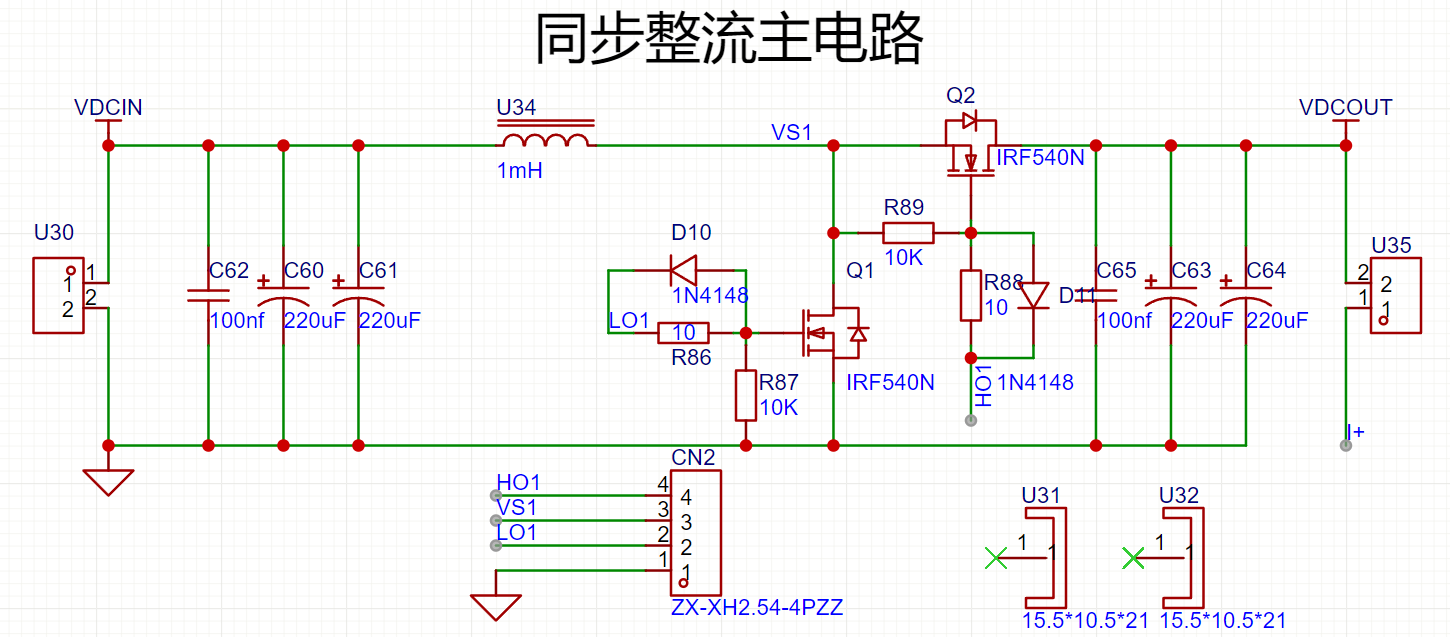 同步整流主电路
VDCIN
U34
1mH
VS1
Q2
IRF540N
VDCOUT
U30
1
1
2
2
C62
100nf
C60
220uF
C61
220uF
D10
1N4148
LO1
10
R86
R87
10K
Q1
IRF540N
R89
10K
R88
10
D11
1N4148
HO1
C65
100nf
C63
220uF
C64
220uF
U35
2
2
1
1
I+
CN2
HO1
4
4
VS1
3
3
LO1
2
2
1
1
ZX-XH2.54-4PZZ
U31
1
1
15.5*10.5*21
U32
1
1
15.5*10.5*21